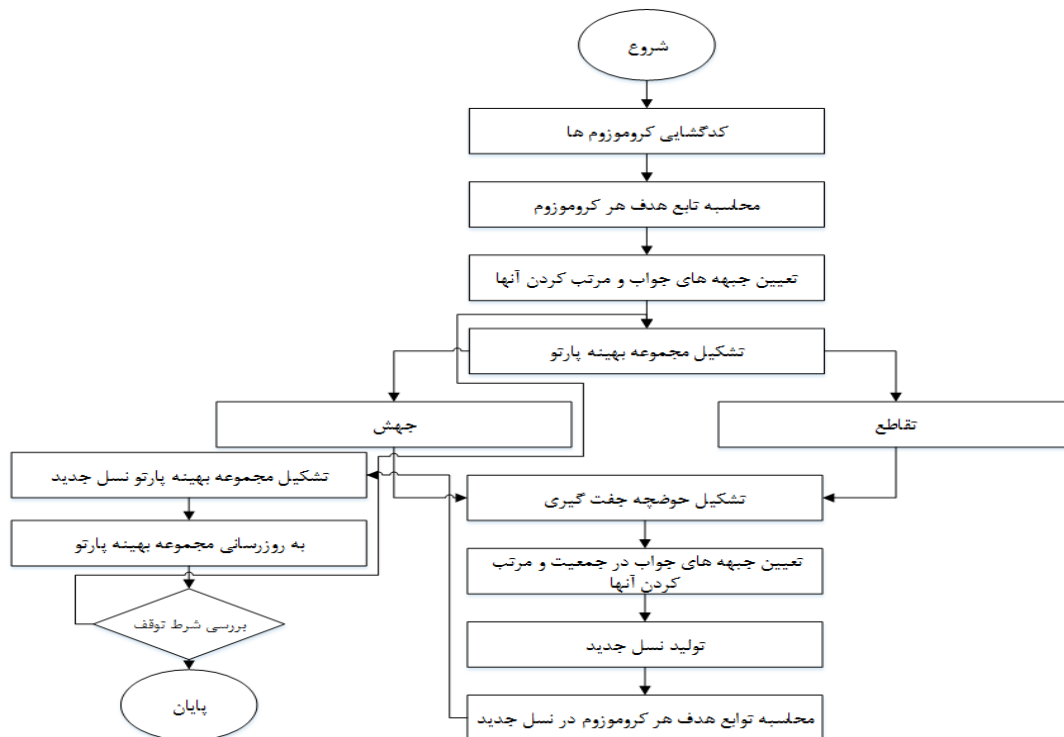 شروع
کدگشایی کروموزوم ها
محاسبه تابع هدف هر کروموزوم
تعیین جبهه های جواب و مرتب کردن آنها
تشکیل مجموعه بهینه پارتو
تقاطع
جهش
تشکیل حوضچه جفت گیری
تعیین جبهه های جواب در جمعیت و مرتب
کردن آنها
تولید نسل جدید
محاسبه توابع هدف هر کروموزوم در نسل جدید
تشکیل مجموعه بهینه پارتو نسل جدید
به روزرسانی مجموعه بهینه پارتو
بررسی شرط توقف
پایان